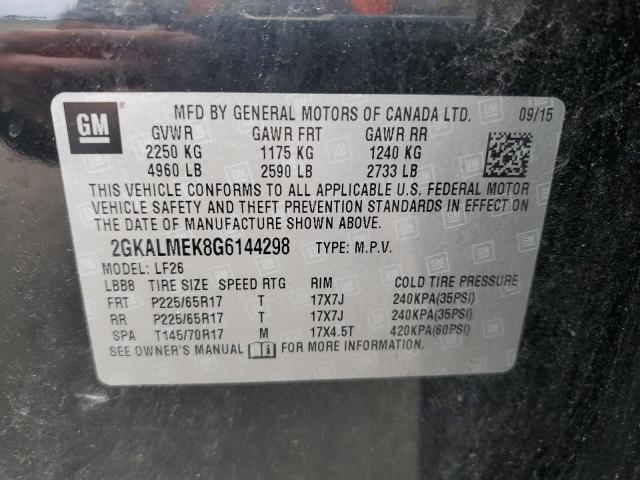 GM
MFD BY GENERAL MOTORS OF CANADA LTD. 09/15
GVWR GAWR FRT GAWR RR
2250 KG 1175 KG 1240 KG
4960 LB 2590 LB 2733 LB
THIS VEHICLE CONFORMS TO ALL APPLICABLE U.S. FEDERAL MOTOR
VEHICLE SAFETY AND THEFT PREVENTION STANDARDS IN EFFECT ON
THE DATE OF MANUFACTURE SHOWN ABOVE.
2GKALMEK8G6144298 TYPE: M.P.V.
MODEL: LF26
LBB8 TIRE SIZE SPEED RTG RIM COLD TIRE PRESSURE
FRT P225/65R17 T 17X7J 240KPA(35PSI)
RR P225/65R17 T 17X7J 240KPA(35PSI)
SPA T145/70R17 M 17X4.5T 420KPA(60PSI)
SEE OWNER'S MANUAL i FOR MORE INFORMATION.